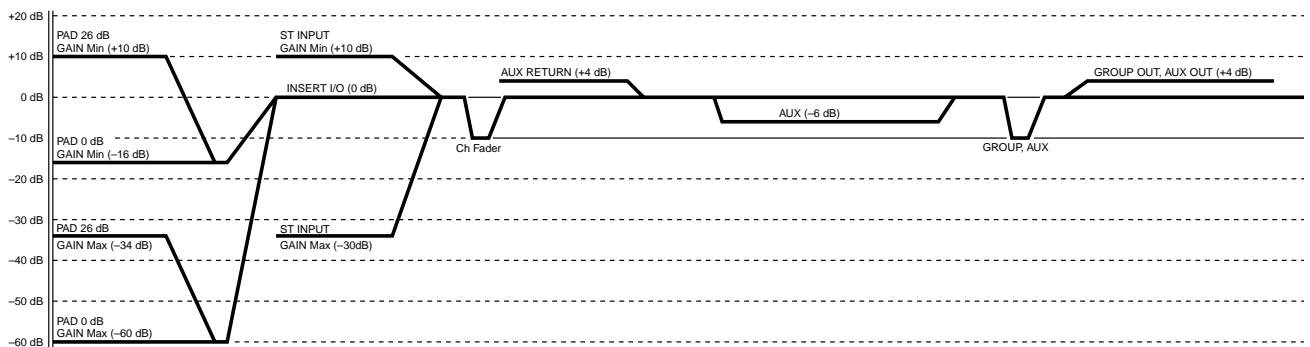 +20 dB
PAD 26 dB
GAIN Min (+10 dB)
ST INPUT
GAIN Min (+10 dB)
+10 dB
AUX RETURN (+4 dB)
GROUP OUT, AUX OUT (+4 dB)
INSERT I/O (0 dB)
0 dB
AUX (–6 dB)
–10 dB
PAD 0 dB
GAIN Min (–16 dB)
Ch Fader
GROUP, AUX
–20 dB
–30 dB
PAD 26 dB
GAIN Max (–34 dB)
ST INPUT
GAIN Max (–30dB)
–40 dB
–50 dB
PAD 0 dB
GAIN Max (–60 dB)
–60 dB